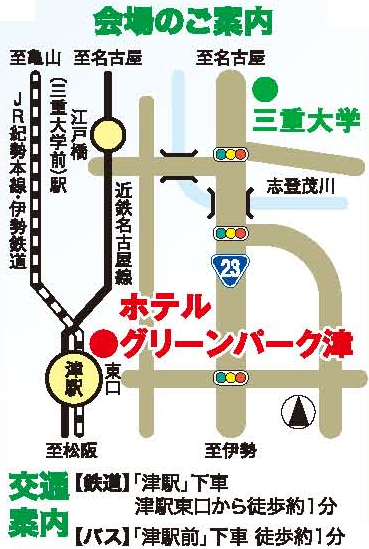 会場のご案内
至亀山
至名古屋
至名古屋
JR紀勢本線・伊勢鉄道
(三重大学前)駅
江戸橋
三重大学
近鉄名古屋線
志登茂川
23
ホテル
グリーンパーク津
津駅
東口
至松阪
至伊勢
交通
案内
【鉄道】「津駅」下車
津駅東口から徒歩約1分
【バス】「津駅前」下車 徒歩約1分